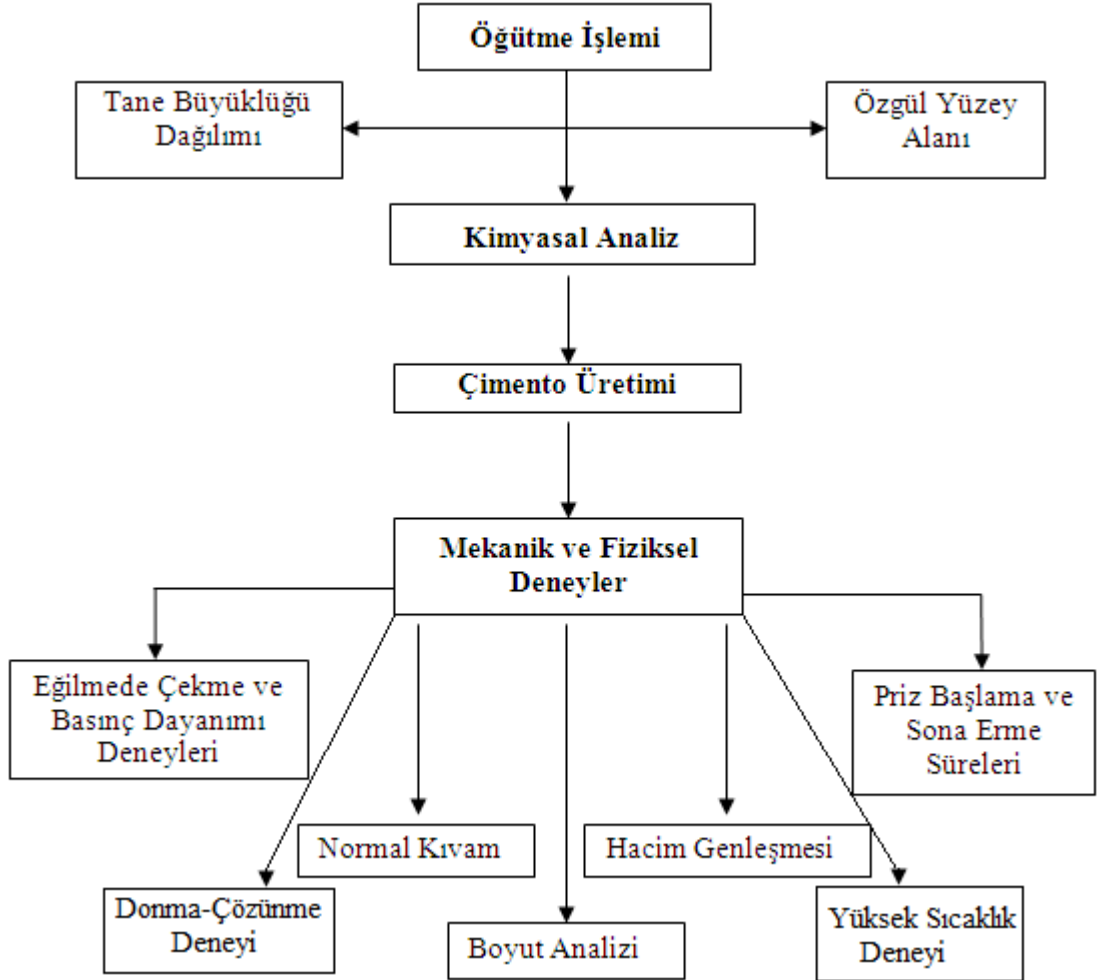 Öğütme İşlemi
Tane Büyüklüğü
Dağılımı
Özgül Yüzey
Alanı
Kimyasal Analiz
Çimento Üretimi
Mekanik ve Fiziksel
Deneyler
Eğilmede Çekme ve
Basınç Dayanımı
Deneyleri
Priz Başlama ve
Sona Erme
Süreleri
Normal Kıvam
Hacim Genleşmesi
Donma-Çözünme
Deneyi
Boyut Analizi
Yüksek Sıcaklık
Deneyi